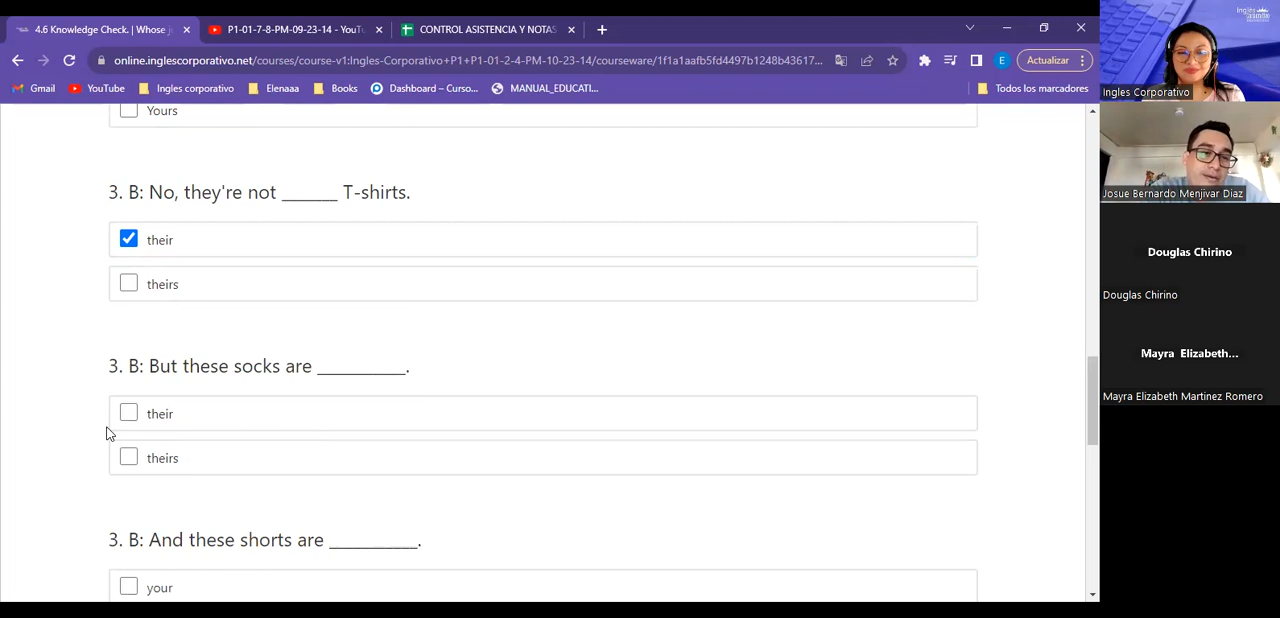 4.6 Knowledge Check. | Whose j
P1-01-7-8-PM-09-23-14 - YouTu
CONTROL ASISTENCIA Y NOTAS
online.inglescorporativo.net/courses/course-v1:Ingles-Corporativo+P1+P1-01-2-4-PM-10-23-14/courseware/1f1a1aafb5fd4497b1248b43617...
E
Actualizar
Gmail
YouTube
Ingles corporativo
Elenaaa
Books
Dashboard – Curso...
MANUAL_EDUCATI...
Todos los marcadores
Yours
3. B: No, they're not ______ T-shirts.
their
theirs
3. B: But these socks are __________.
their
theirs
3. B: And these shorts are __________.
your
Ingles Corporativo
Josue Bernardo Menjivar Diaz
Douglas Chirino
Douglas Chirino
Mayra Elizabeth...
Mayra Elizabeth Martinez Romero